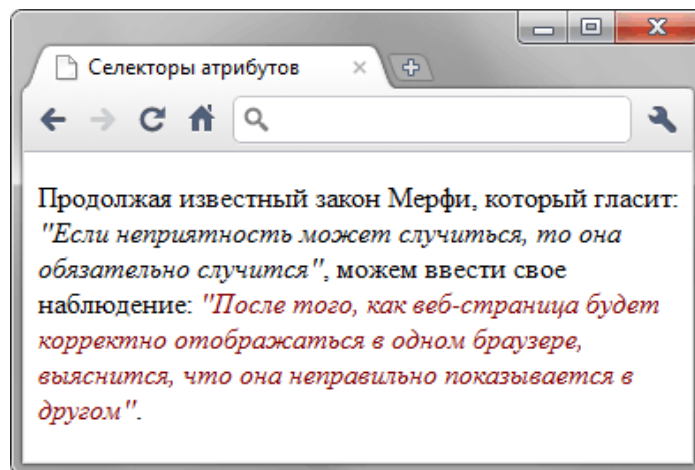 Селекторы атрибутов
Продолжая известный закон Мерфи, который гласит:
"Если неприятность может случиться, то она
обязательно случится", можем ввести свое
наблюдение: "После того, как веб-страница будет
корректно отображаться в одном браузере,
выяснится, что она неправильно показывается в
другом".